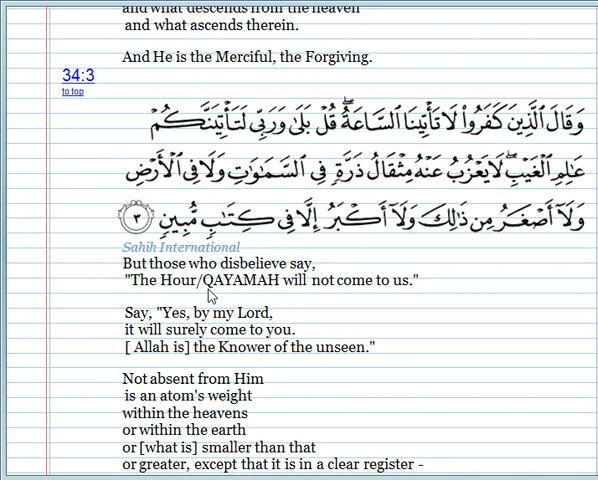 and what descends from the heaven
and what ascends therein.
And He is the Merciful, the Forgiving.
34:3
to top
وَقَالَ ٱلَّذِينَ كَفَرُوا۟ لَا تَأْتِينَا ٱلسَّاعَةُ ۖ قُلْ بَلَىٰ وَرَبِّى لَتَأْتِيَنَّكُمْ
عَٰلِمِ ٱلْغَيْبِ ۖ لَا يَعْزُبُ عَنْهُ مِثْقَالُ ذَرَّةٍ فِى ٱلسَّمَٰوَٰتِ وَلَا فِى ٱلْأَرْضِ
وَلَآ أَصْغَرُ مِن ذَٰلِكَ وَلَآ أَكْبَرُ إِلَّا فِى كِتَٰبٍ مُّبِينٍ ٣
Sahih International
But those who disbelieve say,
"The Hour/QAYAMAH will not come to us."
Say, "Yes, by my Lord,
it will surely come to you.
[ Allah is] the Knower of the unseen."
Not absent from Him
is an atom's weight
within the heavens
or within the earth
or [what is] smaller than that
or greater, except that it is in a clear register -